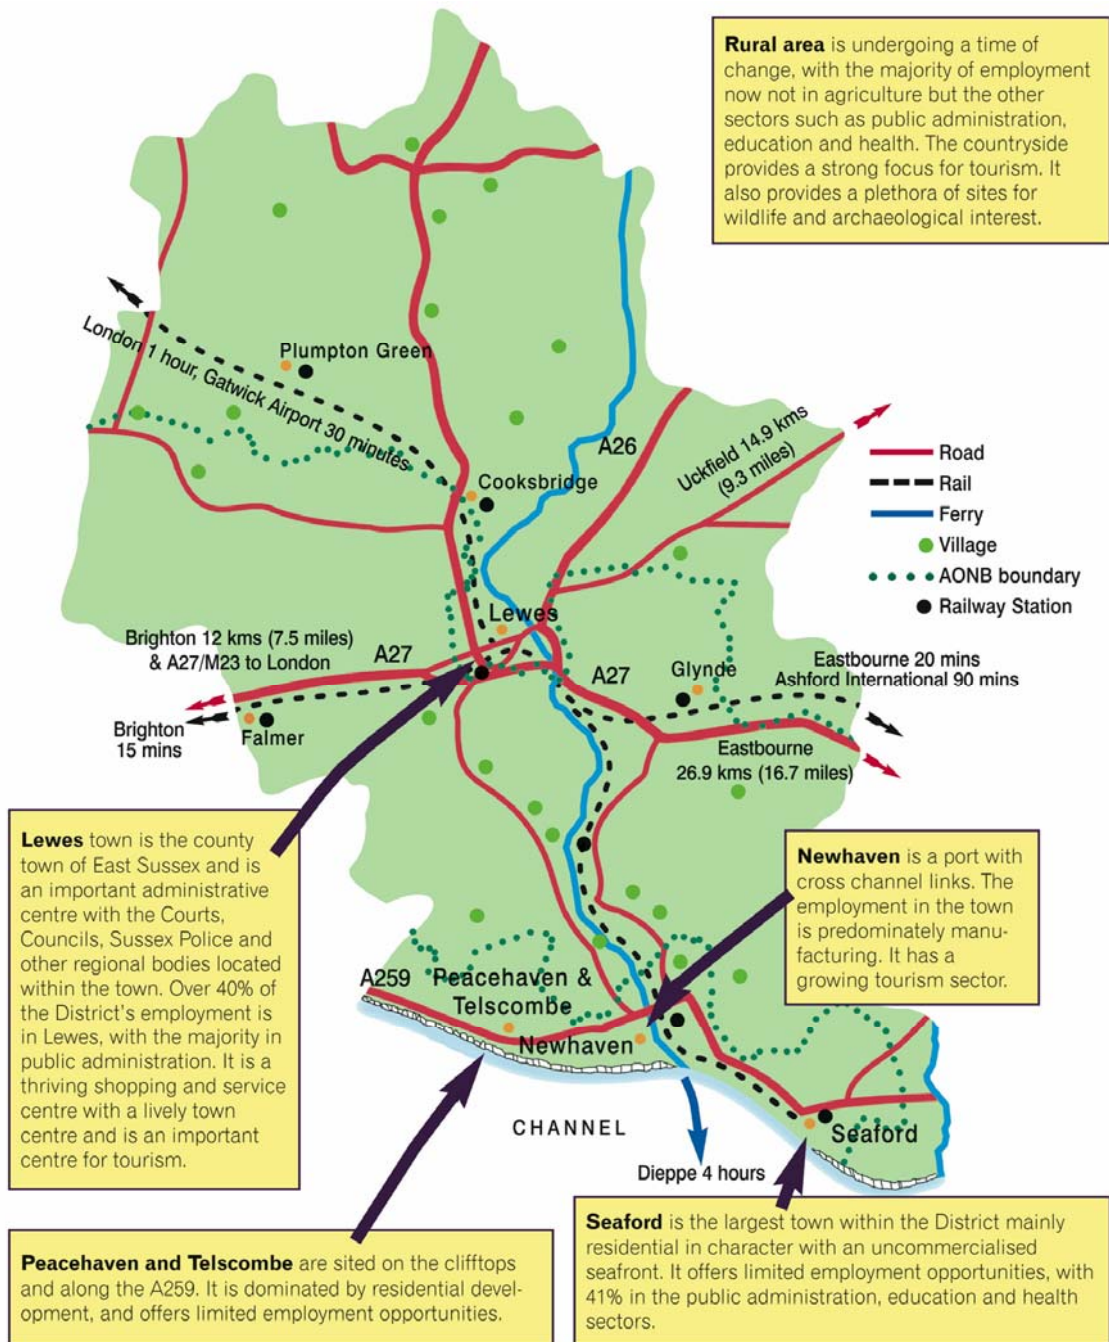 Rural area is undergoing a time of
change, with the majority of employment
now not in agriculture but the other
sectors such as public administration,
education and health. The countryside
provides a strong focus for tourism. It
also provides a plethora of sites for
wildlife and archaeological interest.
London 1 hour, Gatwick Airport 30 minutes
Plumpton Green
A26
Uckfield 14.9 kms
(9.3 miles)
Road
Rail
Ferry
Village
AONB boundary
Railway Station
Cooksbridge
Lewes
Brighton 12 kms (7.5 miles)
& A27/M23 to London
A27
A27
Glynde
Eastbourne 20 mins
Ashford International 90 mins
Brighton
15 mins
Falmer
Eastbourne
26.9 kms (16.7 miles)
Lewes town is the county
town of East Sussex and is
an important administrative
centre with the Courts,
Councils, Sussex Police and
other regional bodies located
within the town. Over 40% of
the District's employment is
in Lewes, with the majority in
public administration. It is a
thriving shopping and service
centre with a lively town
centre and is an important
centre for tourism.
Newhaven is a port with
cross channel links. The
employment in the town
is predominately manu-
facturing. It has a
growing tourism sector.
A259
Peacehaven &
Telscombe
Newhaven
CHANNEL
Seaford
Dieppe 4 hours
Peacehaven and Telscombe are sited on the clifftops
and along the A259. It is dominated by residential devel-
opment, and offers limited employment opportunities.
Seaford is the largest town within the District mainly
residential in character with an uncommercialised
seafront. It offers limited employment opportunities, with
41% in the public administration, education and health
sectors.